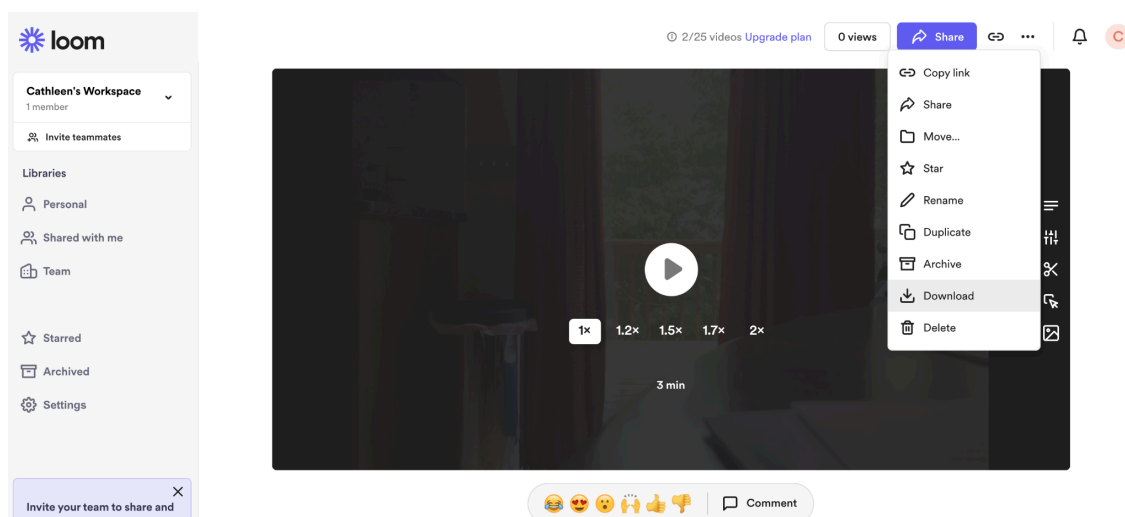 loom
2/25 videos Upgrade plan
0 views
Share
C
Cathleen's Workspace
1 member
Invite teammates
Libraries
Personal
Shared with me
Team
Starred
Archived
Settings
Invite your team to share and
Copy link
Share
Move...
Star
Rename
Duplicate
Archive
Download
Delete
1× 1.2× 1.5× 1.7× 2×
3 min
Comment